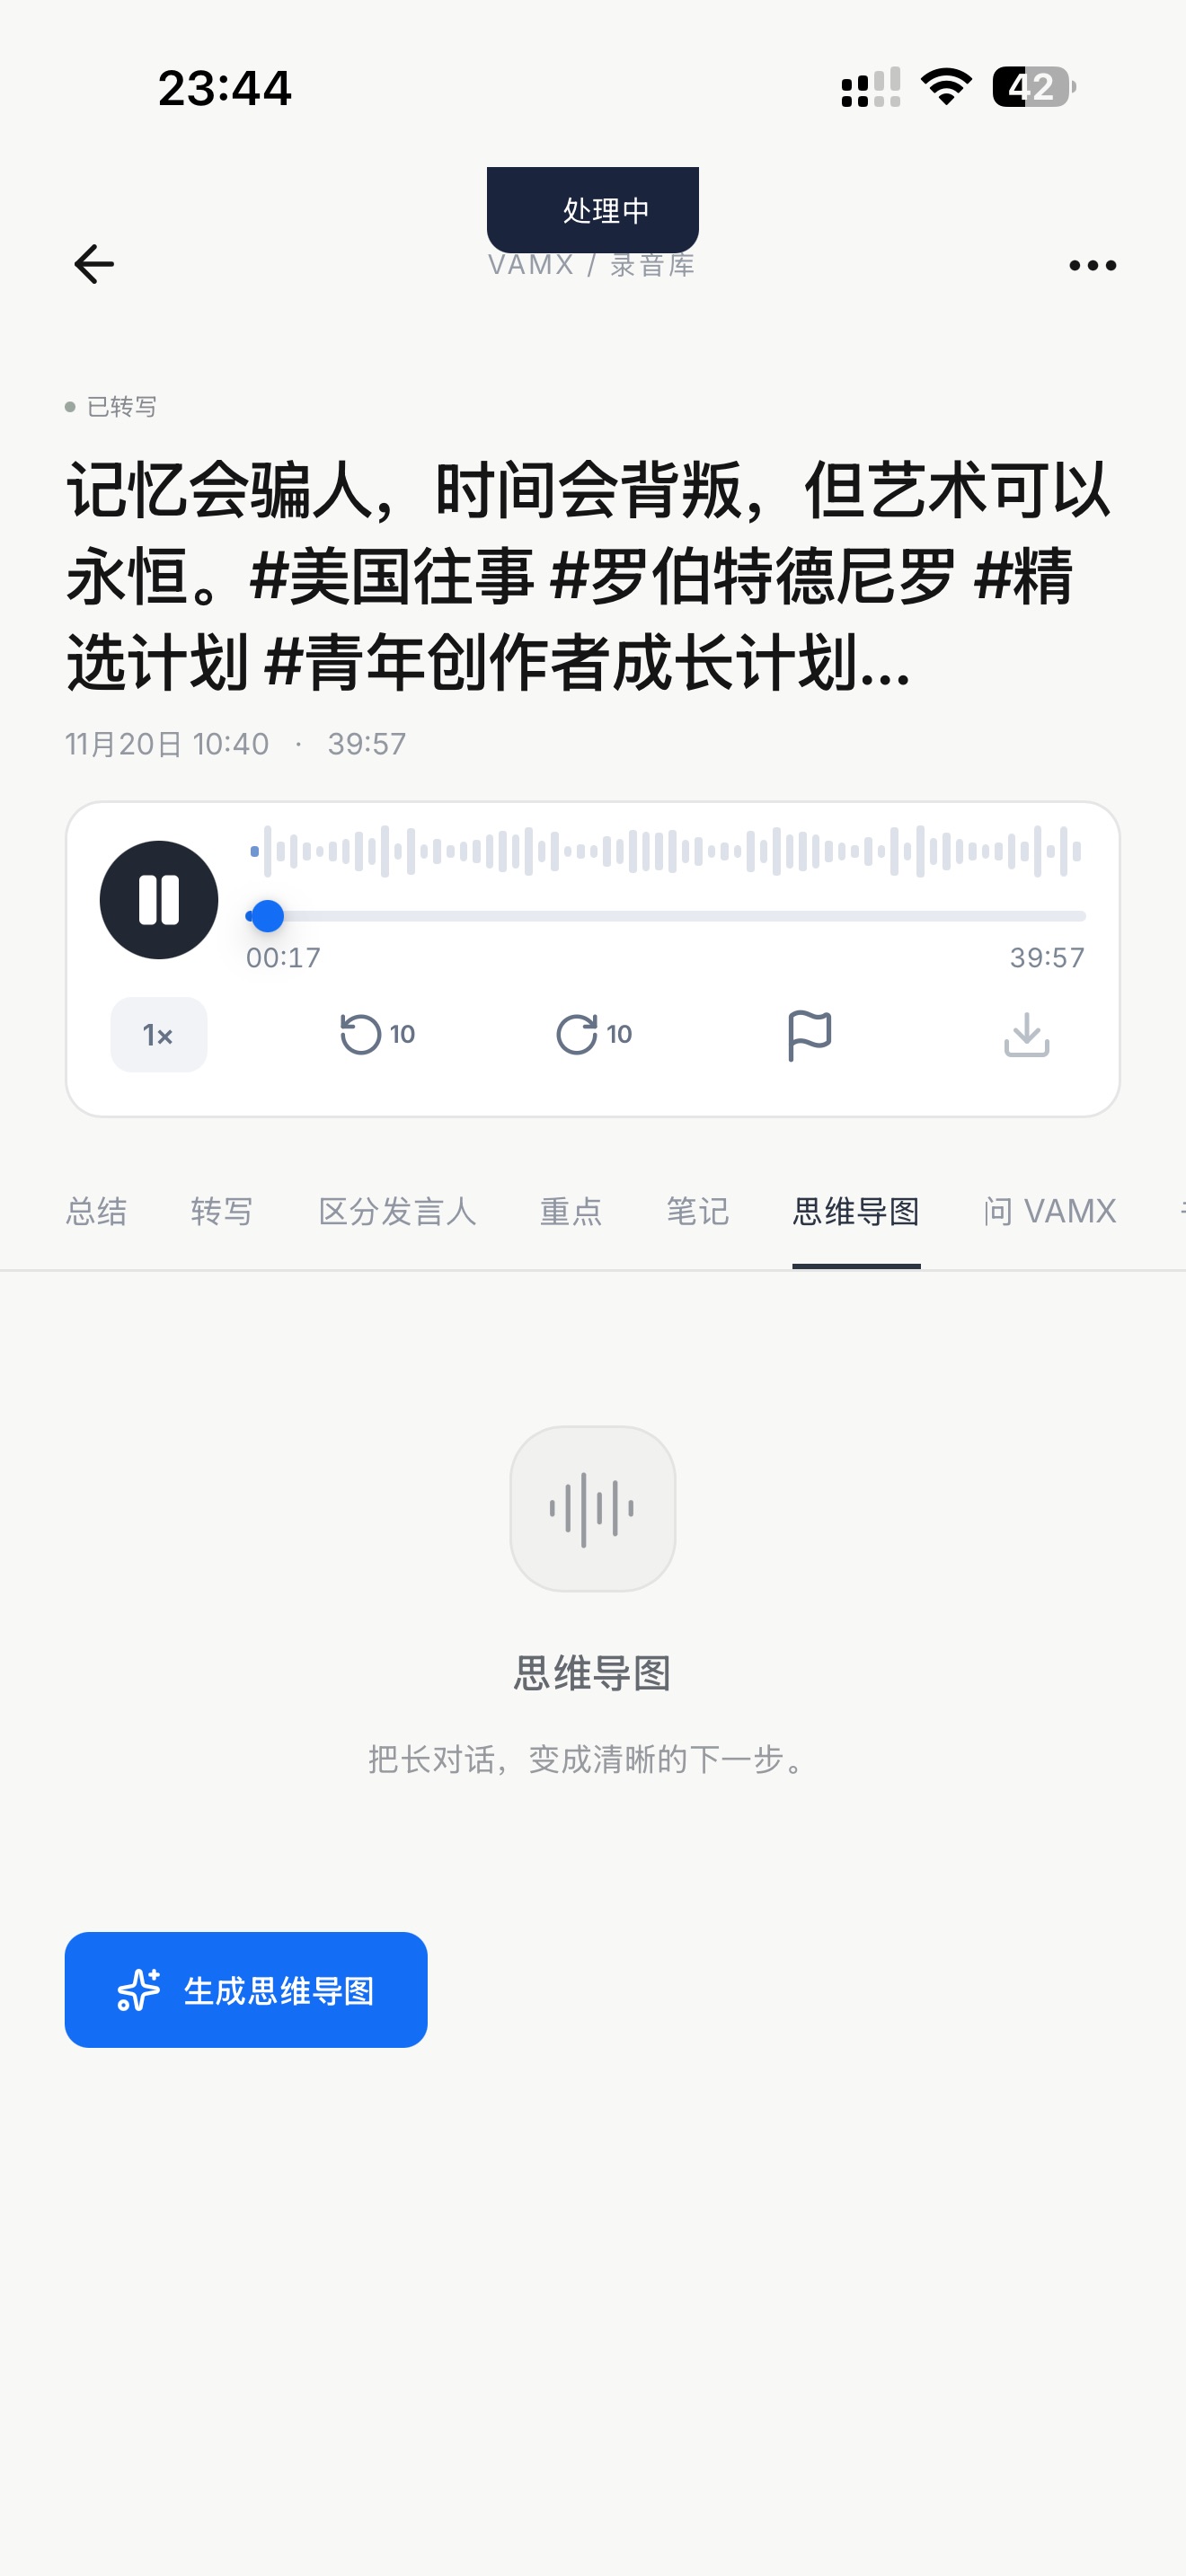 23:44
42
处理中
VAMX / 录音库
已转写
记忆会骗人，时间会背叛，但艺术可以
永恒。#美国往事 #罗伯特德尼罗 #精
选计划 #青年创作者成长计划...
11月20日 10:40 · 39:57
00:17 39:57
1× 10 10
总结 转写 区分发言人 重点 笔记 思维导图 问 VAMX
思维导图
把长对话，变成清晰的下一步。
生成思维导图